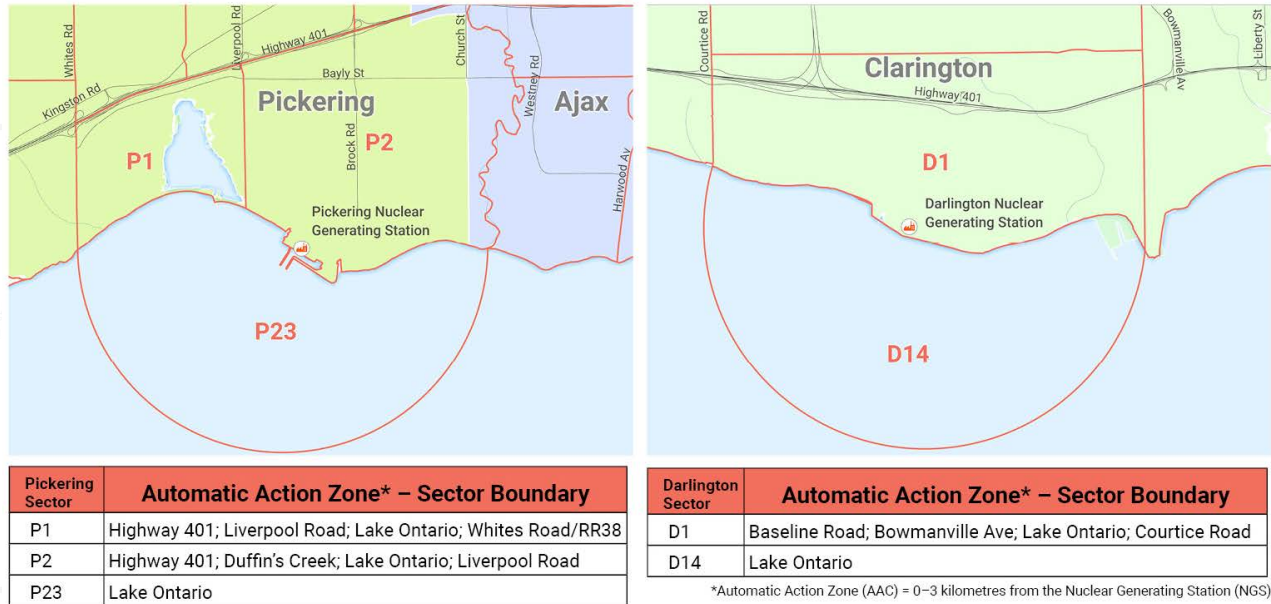 Whites Rd
Liverpool Rd
Highway 401
Church St
Kingston Rd
Bayly St
Westney Rd
Pickering
Ajax
P1
P2
Brock Rd
Harwood Av
Pickering Nuclear
Generating Station
P23
Courtice Rd
Bowmanville Av
Liberty St
Clarington
Highway 401
D1
Darlington Nuclear
Generating Station
D14
Pickering
Sector
Automatic Action Zone* – Sector Boundary
P1 Highway 401; Liverpool Road; Lake Ontario; Whites Road/RR38
P2 Highway 401; Duffin's Creek; Lake Ontario; Liverpool Road
P23 Lake Ontario
Darlington
Sector
Automatic Action Zone* – Sector Boundary
D1 Baseline Road; Bowmanville Ave; Lake Ontario; Courtice Road
D14 Lake Ontario
*Automatic Action Zone (AAC) = 0–3 kilometres from the Nuclear Generating Station (NGS)